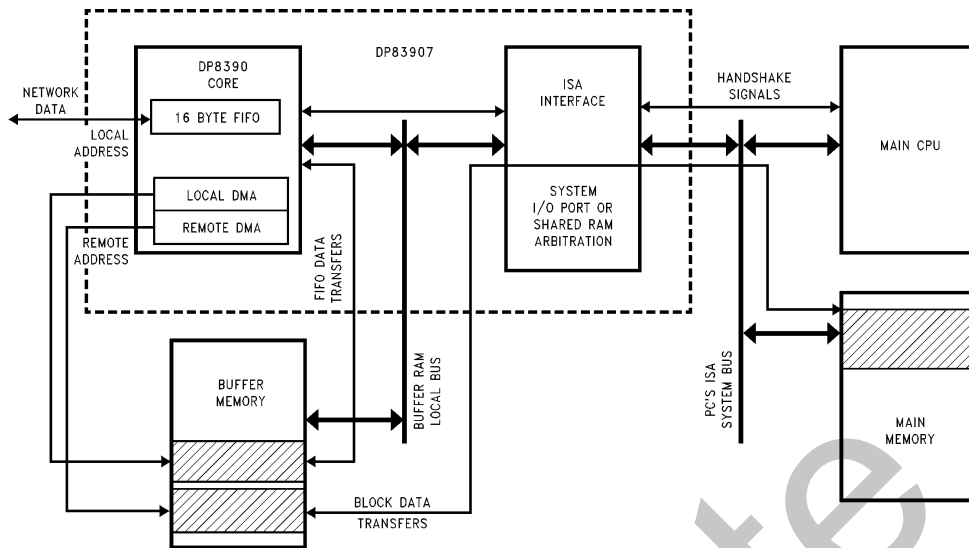 DP8390
CORE
DP83907
NETWORK
DATA
16 BYTE FIFO
LOCAL
ADDRESS
LOCAL DMA
REMOTE DMA
REMOTE
ADDRESS
FIFO DATA
TRANSFERS
ISA
INTERFACE
SYSTEM
I/O PORT OR
SHARED RAM
ARBITRATION
HANDSHAKE
SIGNALS
MAIN CPU
BUFFER
MEMORY
BUFFER RAM
LOCAL BUS
BLOCK DATA
TRANSFERS
PC'S ISA
SYSTEM BUS
MAIN
MEMORY